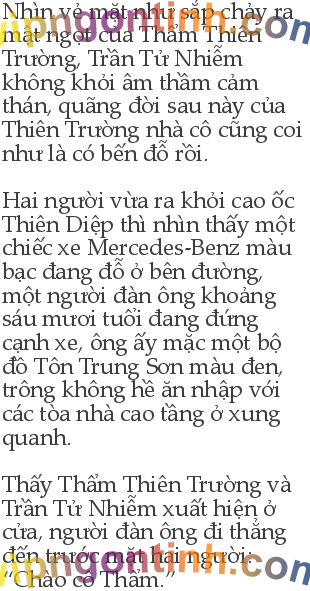 Nhìn vẻ mặt như sắp chảy ra
mật ngọt của Thẩm Thiên
Trường, Trần Tử Nhiễm
không khỏi âm thầm cảm
thán, quãng đời sau này của
Thiên Trường nhà cô cũng coi
như là có bến đỗ rồi.

Hai người vừa ra khỏi cao ốc
Thiên Diệp thì nhìn thấy một
chiếc xe Mercedes-Benz màu
bạc đang đỗ ở bên đường,
một người đàn ông khoảng
sáu mươi tuổi đang đứng
cạnh xe, ông ấy mặc một bộ
đồ Tôn Trung Sơn màu đen,
trông không hề ăn nhập với
các tòa nhà cao tầng ở xung
quanh.

Thấy Thẩm Thiên Trường và
Trần Tử Nhiễm xuất hiện ở
cửa, người đàn ông đi thẳng
đến trước mặt hai người:
“Chào cô Thẩm.”
vipngontinh.com
vipngontinh.com